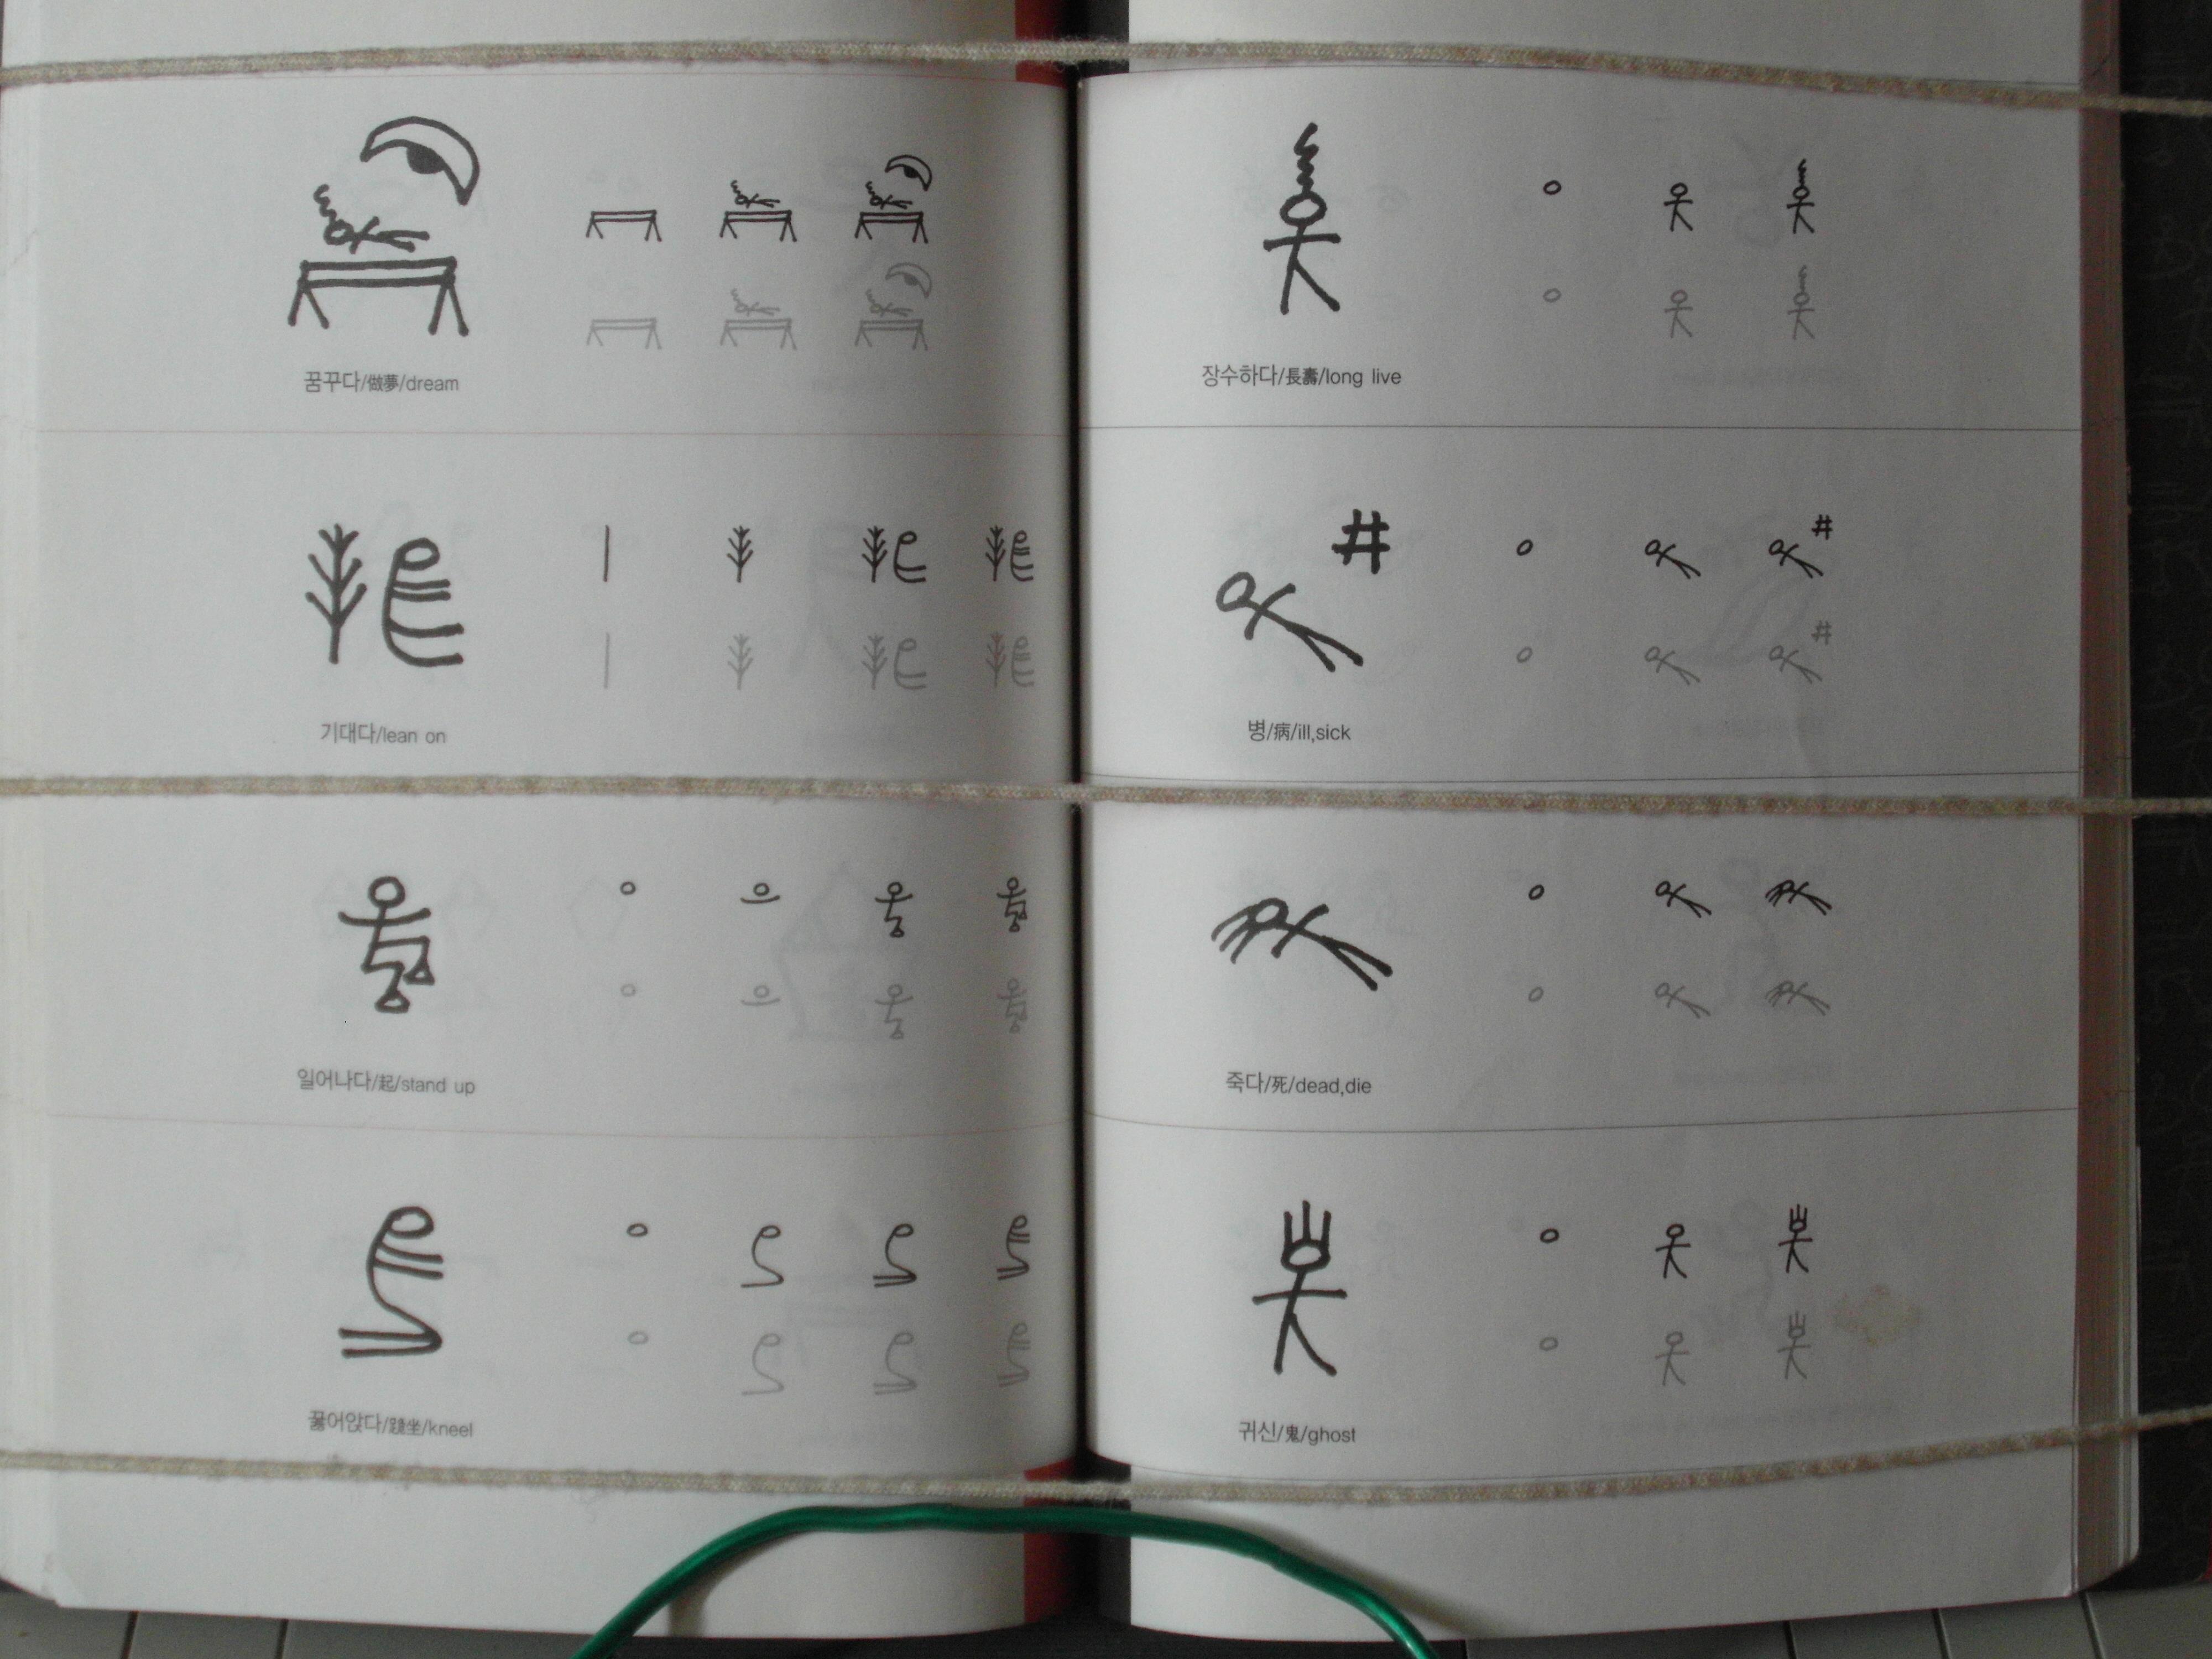 꿈꾸다/做夢/dream
기대다/lean on
일어나다/起/stand up
꿇어앉다/踐坐/kneel
장수하다/長壽/long live
병/病/ill,sick
죽다/死/dead,die
귀신/鬼/ghost